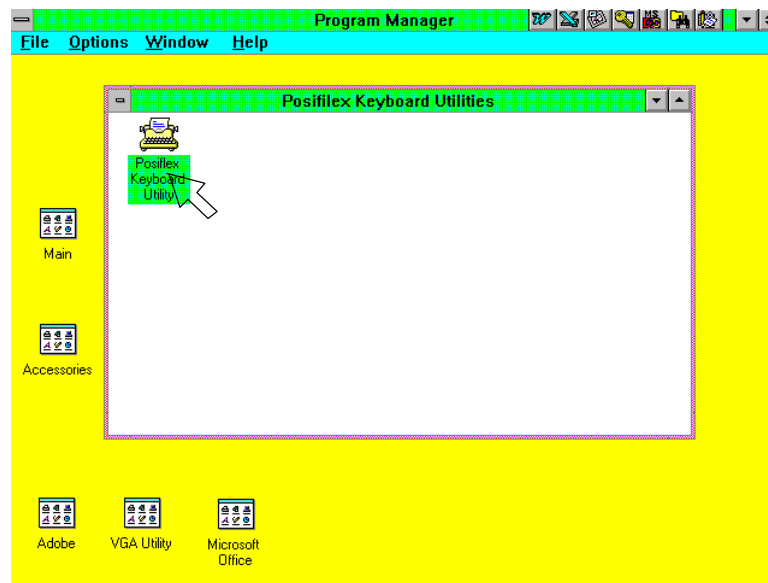 Program Manager
File Options Window Help
Posifilex Keyboard Utilities
Posiflex
Keyboard
Utility
Main
Accessories
Adobe
VGA Utility
Microsoft
Office